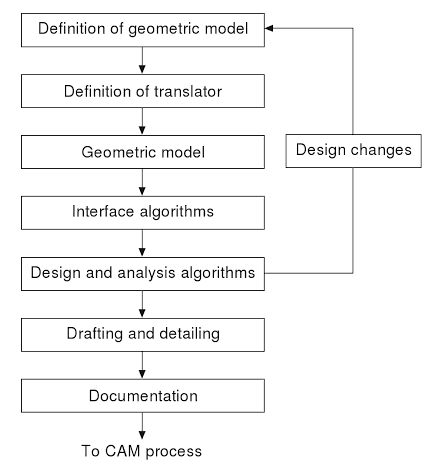 Definition of geometric model
Definition of translator
Geometric model
Design changes
Interface algorithms
Design and analysis algorithms
Drafting and detailing
Documentation
To CAM process